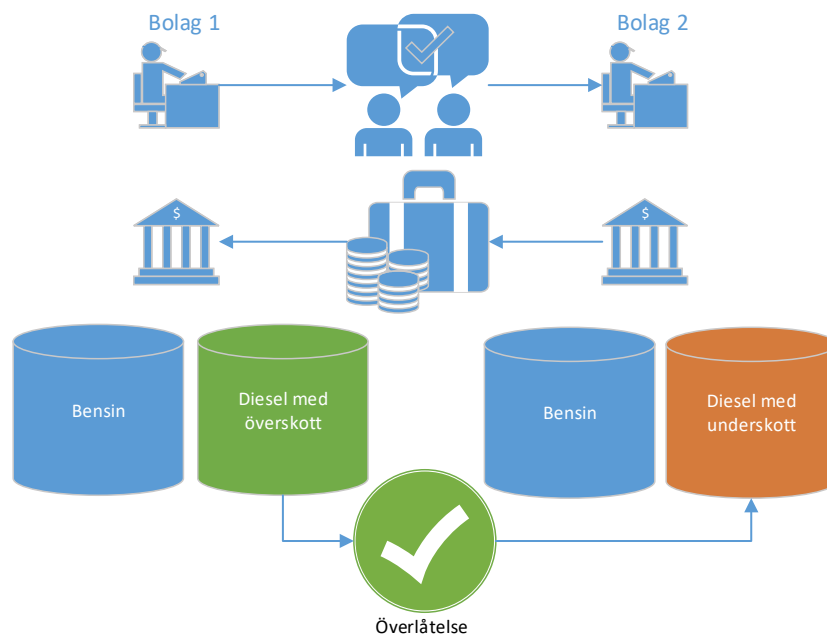 Bolag 1
Bolag 2
$
$
Bensin
Diesel med
överskott
Bensin
Diesel med
underskott
Överlåtelse